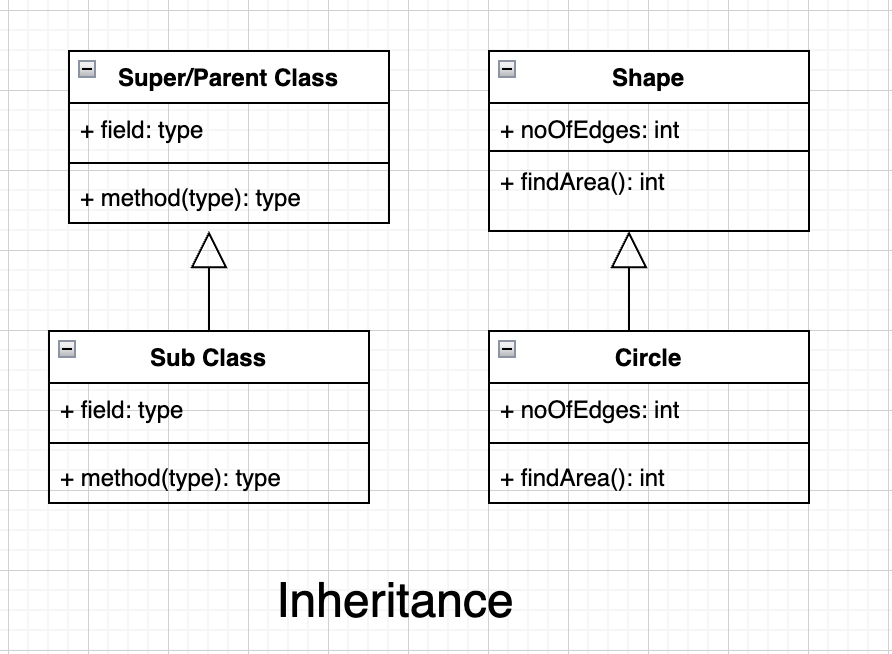 Super/Parent Class
+ field: type
+ method(type): type
Sub Class
+ field: type
+ method(type): type
Shape
+ noOfEdges: int
+ findArea(): int
Circle
+ noOfEdges: int
+ findArea(): int
Inheritance